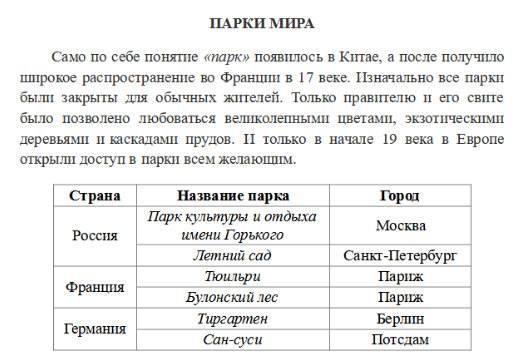 ПАРКИ МИРА
Само по себе понятие «парк» появилось в Китае, а после получило
широкое распространение во Франции в 17 веке. Изначально все парки
были закрыты для обычных жителей. Только правителю и его свите
было позволено любоваться великолепными цветами, экзотическими
деревьями и каскадами прудов. И только в начале 19 века в Европе
открыли доступ в парки всем желающим.
Страна Название парка Город
Россия Парк культуры и отдыха
имени Горького Москва
Летний сад Санкт-Петербург
Франция Тюильри Париж
Булонский лес Париж
Германия Тиргартен Берлин
Сан-суси Потсдам